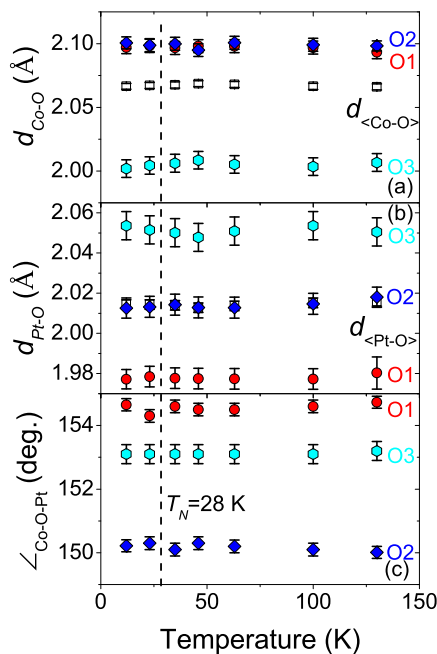 2.10
2.05
2.00
d_Co-O (Å)
O2
O1
d_<Co-O>
O3
(a)
2.06
2.04
2.02
2.00
1.98
d_Pt-O (Å)
(b)
O3
O2
d_<Pt-O>
O1
154
152
150
∠Co-O-Pt (deg.)
O1
O3
T_N=28 K
O2
(c)
0
50
100
150
Temperature (K)